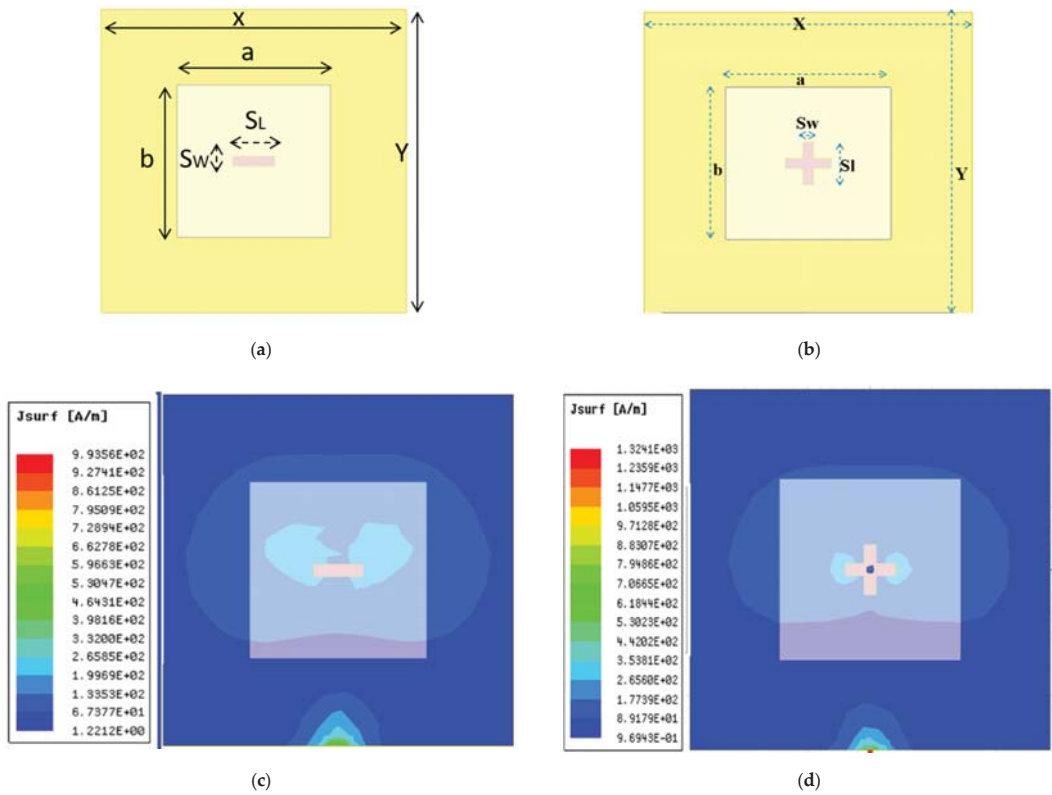 X
a
SL
SW
b
Y
(a)
X
a
Sw
Sl
b
Y
(b)
Jsurf [A/m]
9.9356E+02
9.2741E+02
8.6125E+02
7.9509E+02
7.2894E+02
6.6278E+02
5.9663E+02
5.3047E+02
4.6431E+02
3.9816E+02
3.3200E+02
2.6585E+02
1.9969E+02
1.3353E+02
6.7377E+01
1.2212E+00
(c)
Jsurf [A/m]
1.3241E+03
1.2359E+03
1.1477E+03
1.0595E+03
9.7128E+02
8.8307E+02
7.9486E+02
7.0665E+02
6.1844E+02
5.3023E+02
4.4202E+02
3.5381E+02
2.6560E+02
1.7739E+02
8.9179E+01
9.6943E-01
(d)